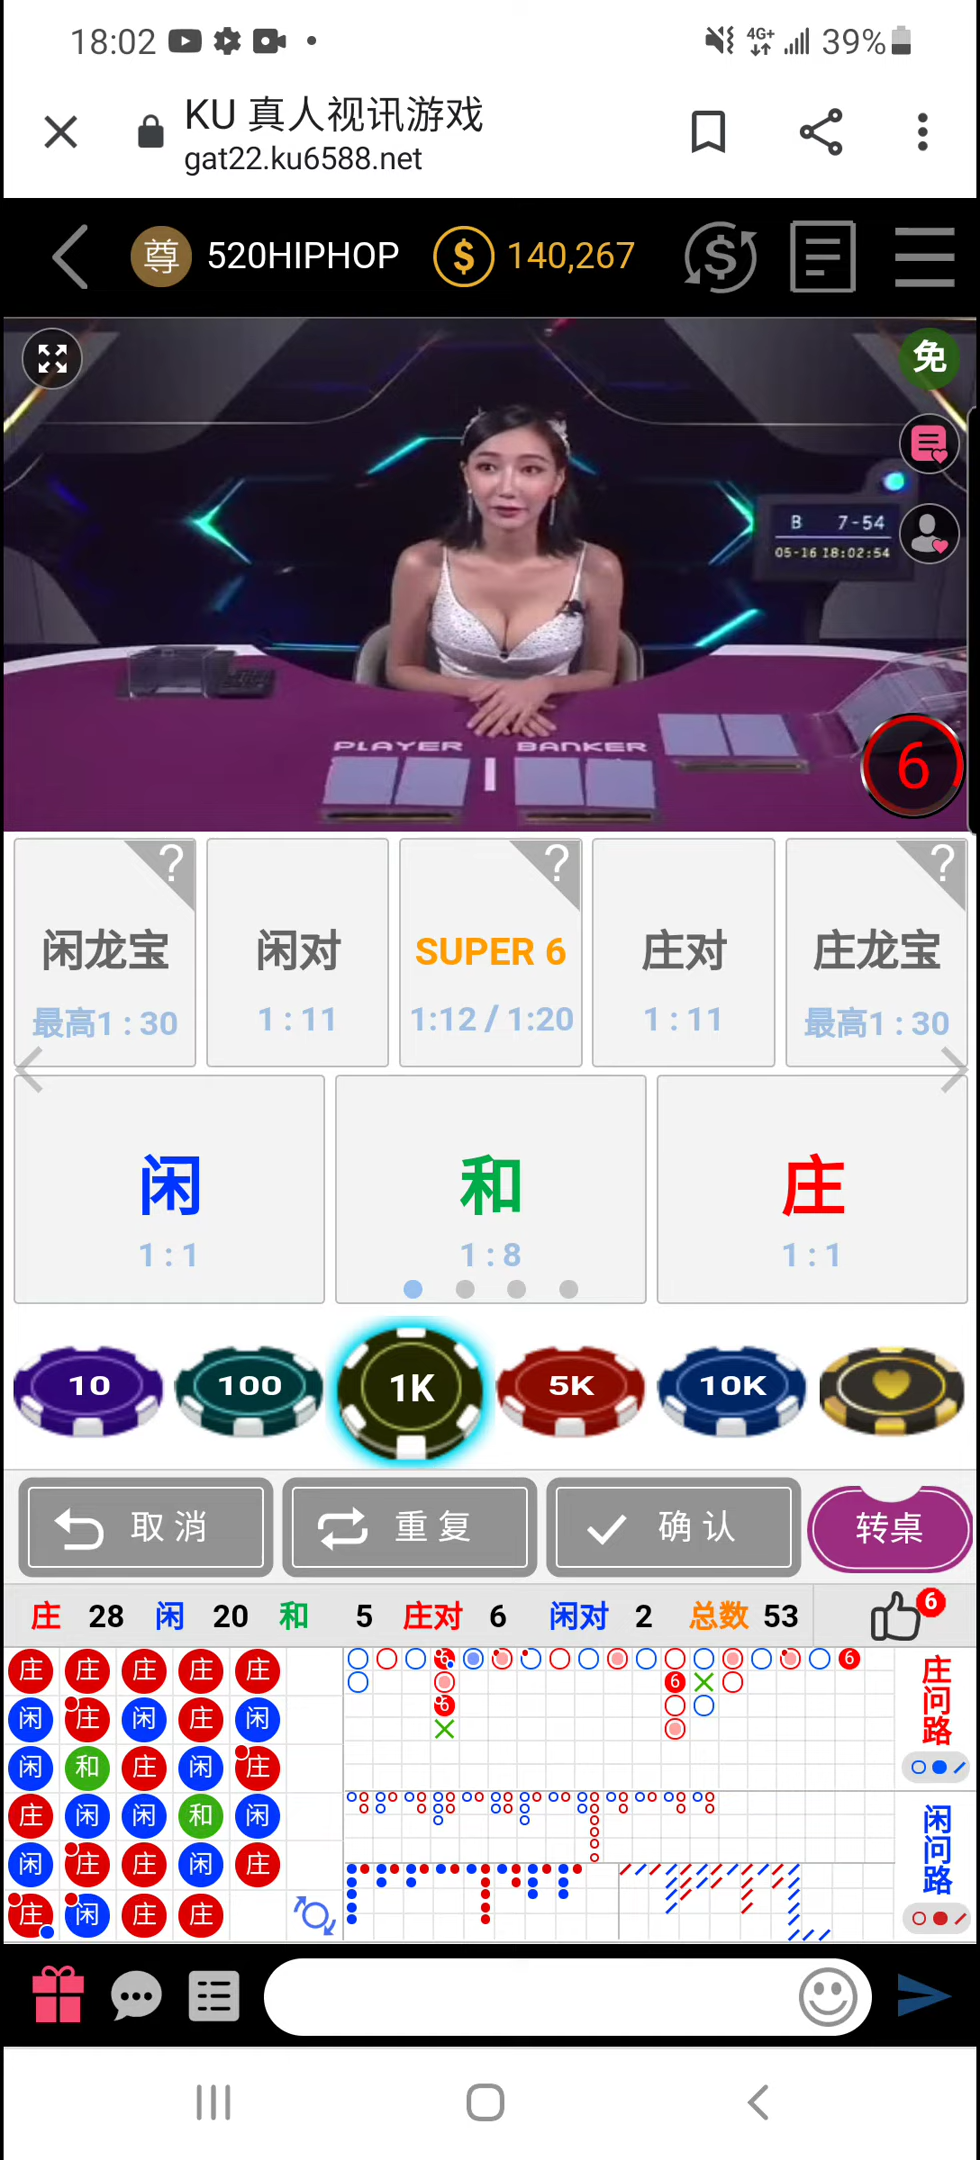 18:02 4G+ 39%
KU 真人视讯游戏
gat22.ku6588.net
尊 520HIPHOP $ 140,267 $
免
B 7-54
05-16 18:02:54
PLAYER BANKER
6
? ? ?
闲龙宝 闲对 SUPER 6 庄对 庄龙宝
最高1 : 30 1 : 11 1:12 / 1:20 1 : 11 最高1 : 30
闲 和 庄
1 : 1 1 : 8 1 : 1
10 100 1K 5K 10K
取消 重复 确认 转桌
庄 28 闲 20 和 5 庄对 6 闲对 2 总数 53 6
庄 庄 庄 庄 庄
闲 庄 闲 庄 闲
闲 和 庄 闲 庄
庄 闲 闲 和 闲
闲 庄 庄 闲 庄
庄 闲 庄 庄
6 6
6
6
庄问路
闲问路